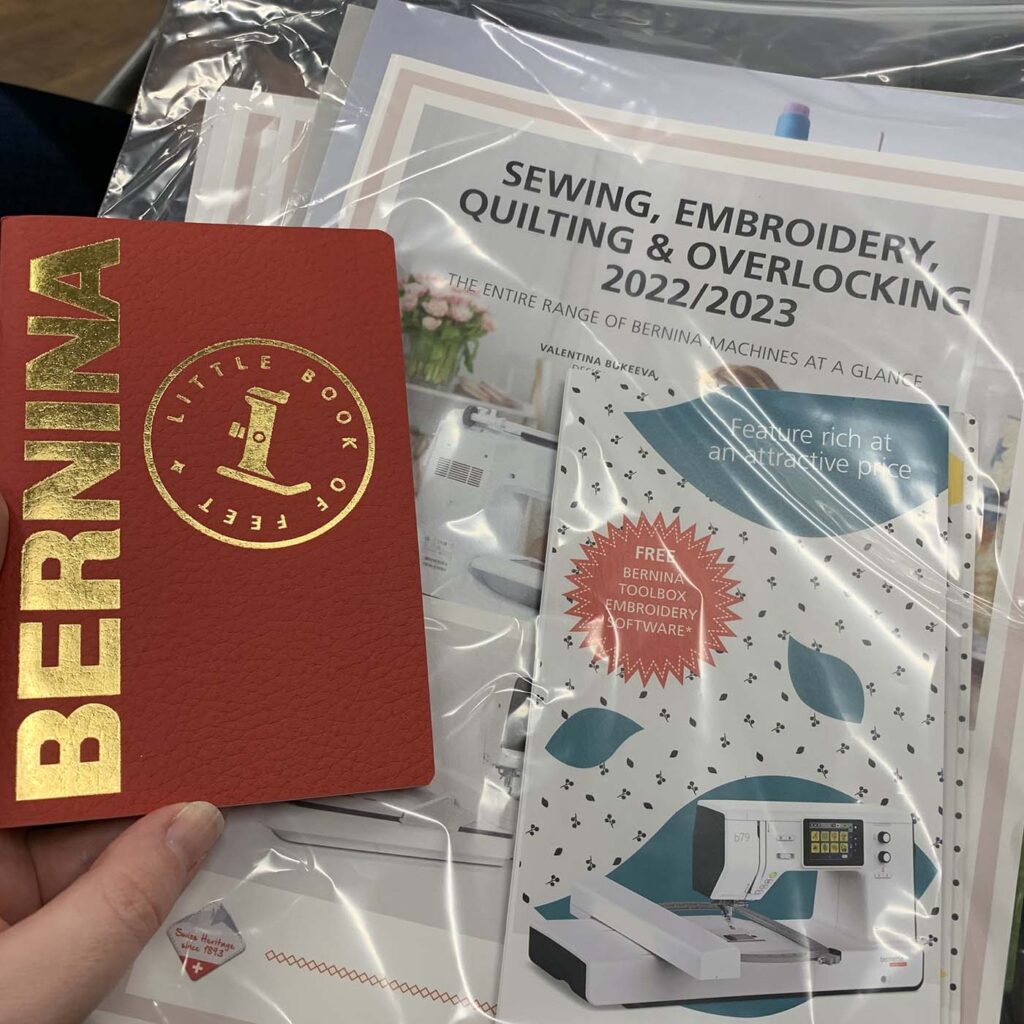 BERNINA
LITTLE BOOK OF FEET
SEWING, EMBROIDERY,
QUILTING & OVERLOCKING
2022/2023
THE ENTIRE RANGE OF BERNINA MACHINES AT A GLANCE
VALENTINA BUKEEVA,
Feature rich at
an attractive price
FREE
BERNINA
TOOLBOX
EMBROIDERY
SOFTWARE*
b79
Swiss Heritage
since 1893